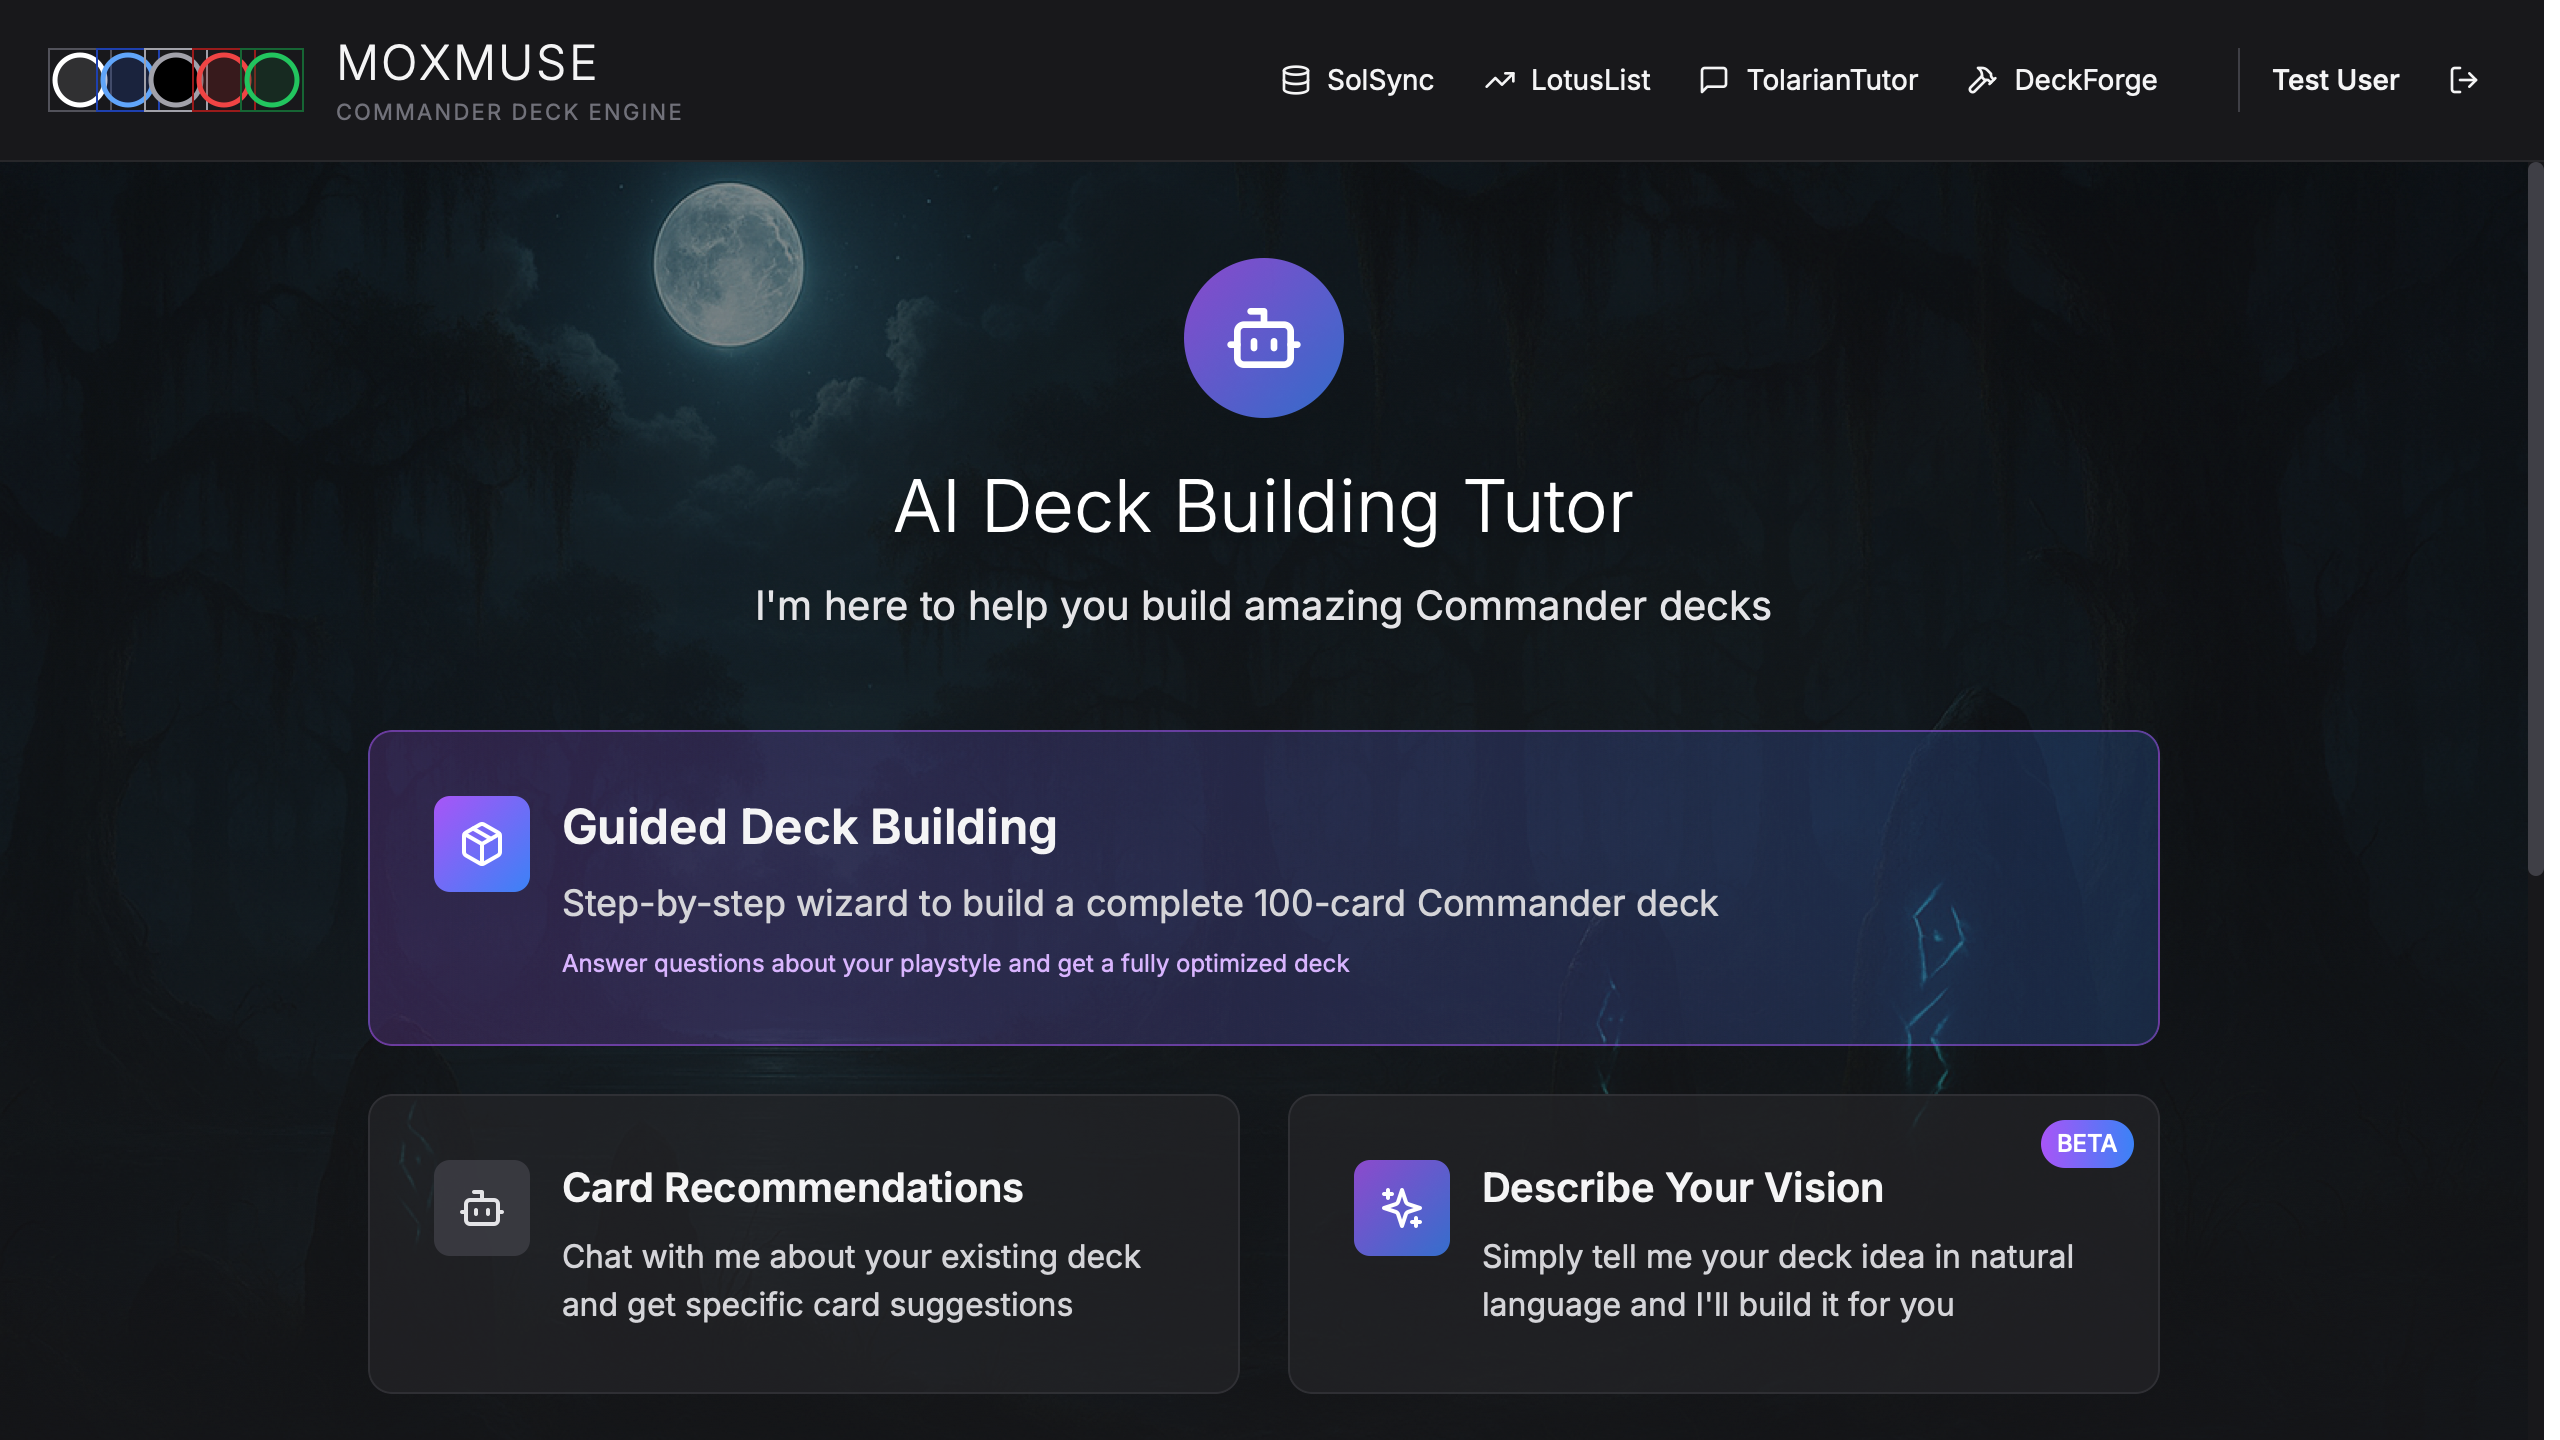 MOXMUSE
COMMANDER DECK ENGINE
SolSync
LotusList
TolarianTutor
DeckForge
Test User
AI Deck Building Tutor
I'm here to help you build amazing Commander decks
Guided Deck Building
Step-by-step wizard to build a complete 100-card Commander deck
Answer questions about your playstyle and get a fully optimized deck
Card Recommendations
Chat with me about your existing deck
and get specific card suggestions
BETA
Describe Your Vision
Simply tell me your deck idea in natural
language and I'll build it for you